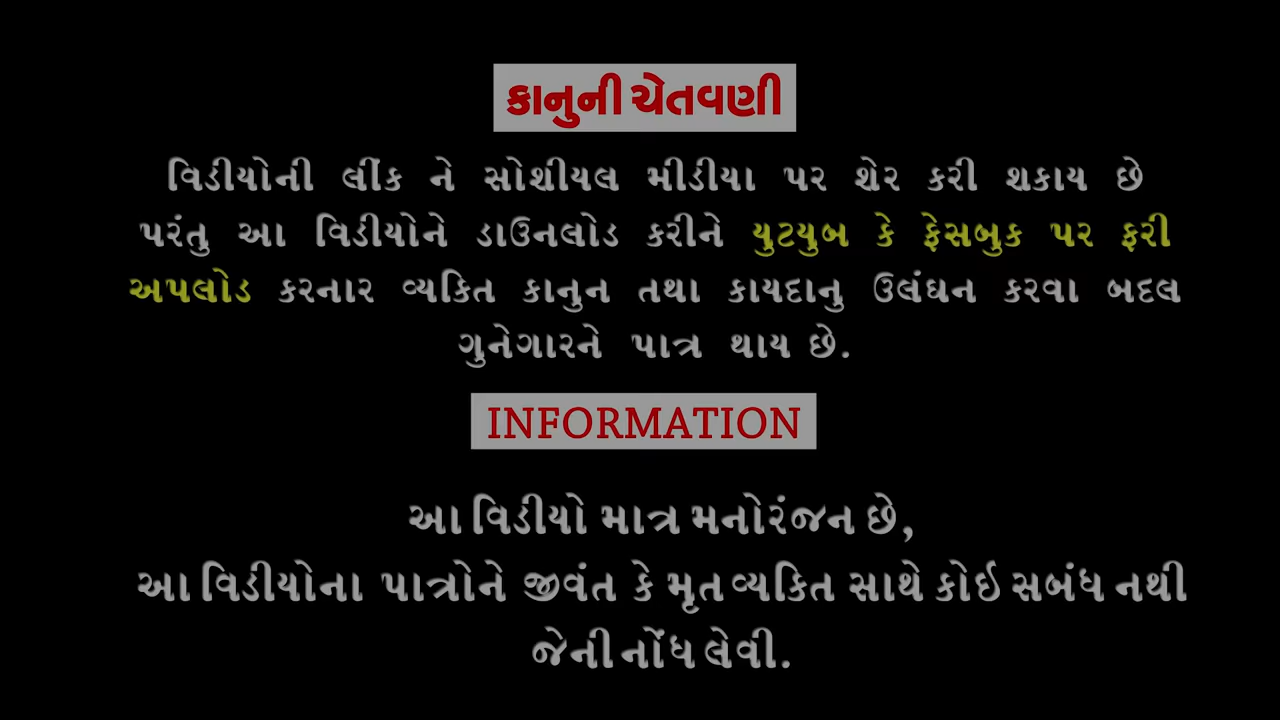 કાનુની ચેતવણી
વિડીયોની લીંક ને સોશીયલ મીડીયા પર શેર કરી શકાય છે
પરંતુ આ વિડીયોને ડાઉનલોડ કરીને યુટયુબ કે ફેસબુક પર ફરી
અપલોડ કરનાર વ્યકિત કાનુન તથા કાયદાનુ ઉલંઘન કરવા બદલ
ગુનેગારને પાત્ર થાય છે.
INFORMATION
આ વિડીયો માત્ર મનોરંજન છે,
આ વિડીયોના પાત્રોને જીવંત કે મૃત વ્યકિત સાથે કોઇ સબંધ નથી
જેની નોંધ લેવી.